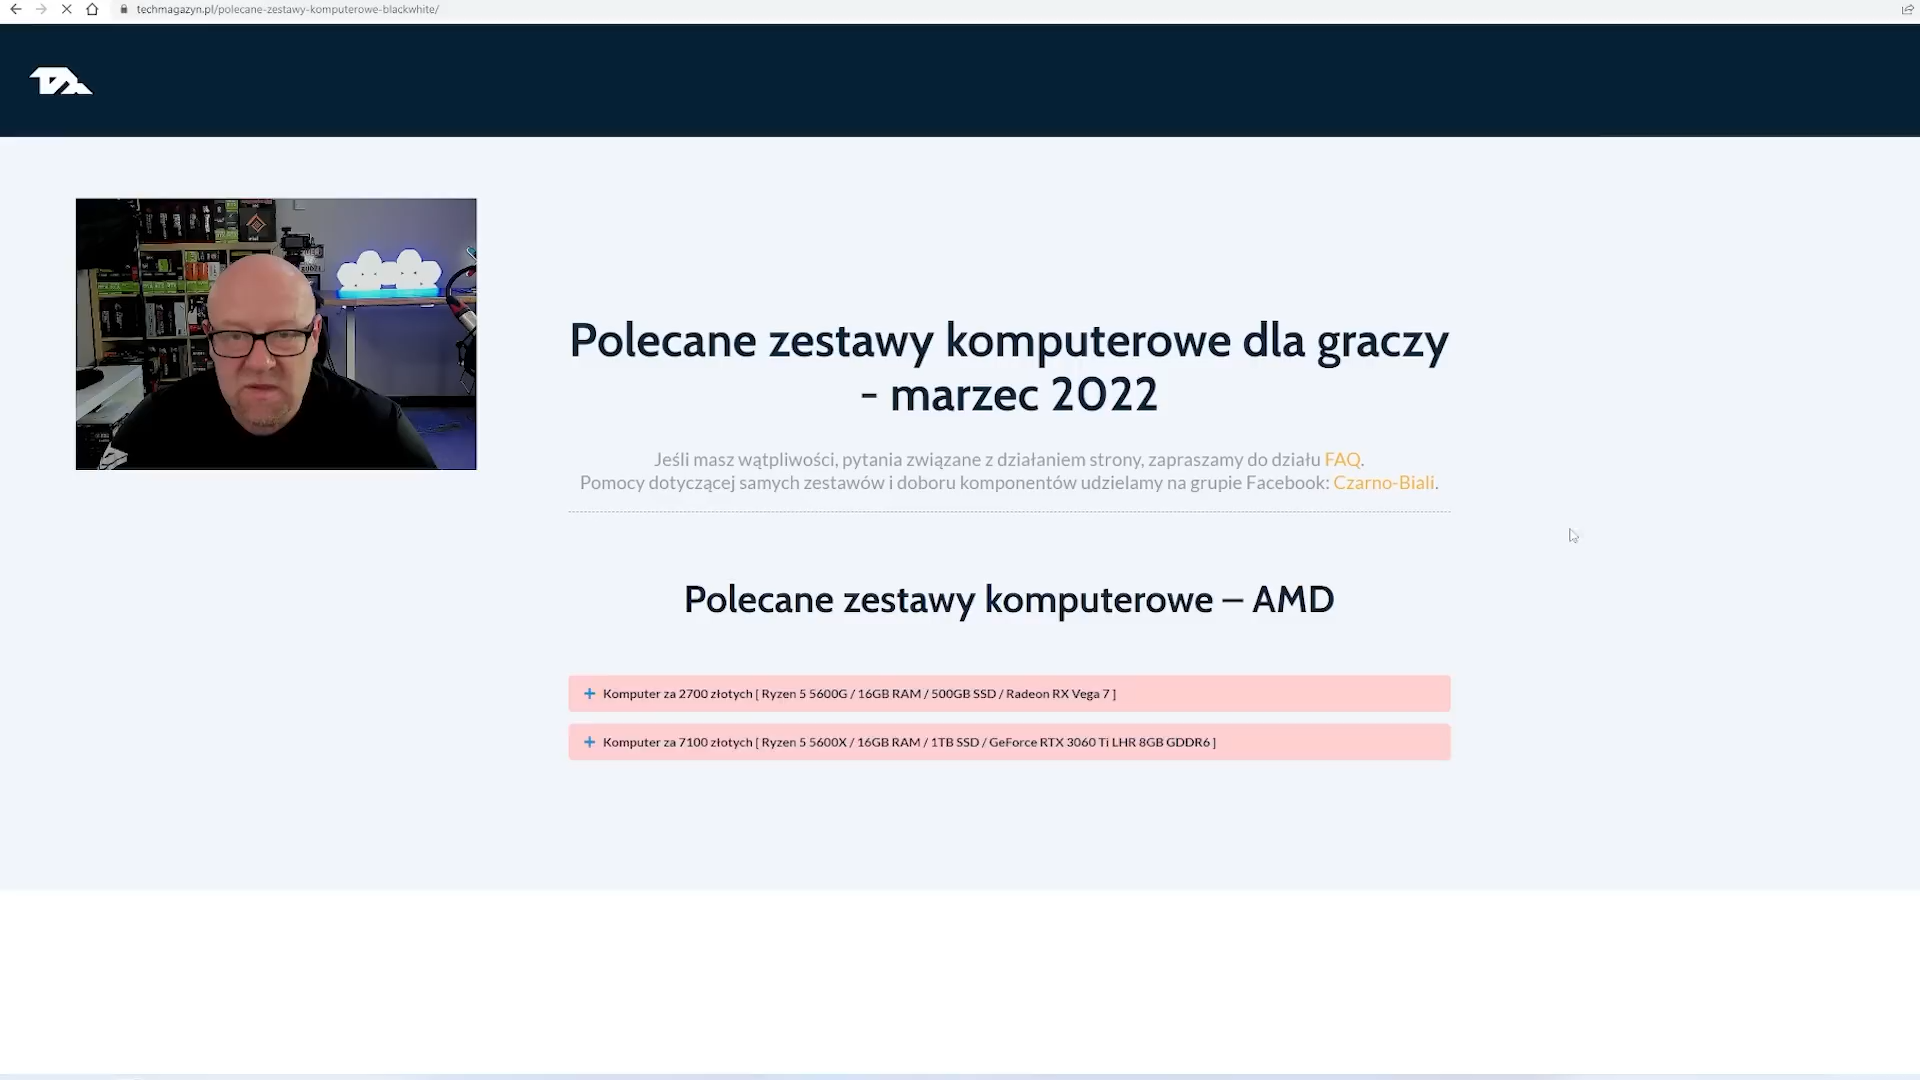 techmagazyn.pl/polecane-zestawy-komputerowe-blackwhite/
Polecane zestawy komputerowe dla graczy
- marzec 2022
Jeśli masz wątpliwości, pytania związane z działaniem strony, zapraszamy do działu FAQ.
Pomocy dotyczącej samych zestawów i doboru komponentów udzielamy na grupie Facebook: Czarno-Biali.
Polecane zestawy komputerowe – AMD
Komputer za 2700 złotych [ Ryzen 5 5600G / 16GB RAM / 500GB SSD / Radeon RX Vega 7 ]
Komputer za 7100 złotych [ Ryzen 5 5600X / 16GB RAM / 1TB SSD / GeForce RTX 3060 Ti LHR 8GB GDDR6 ]